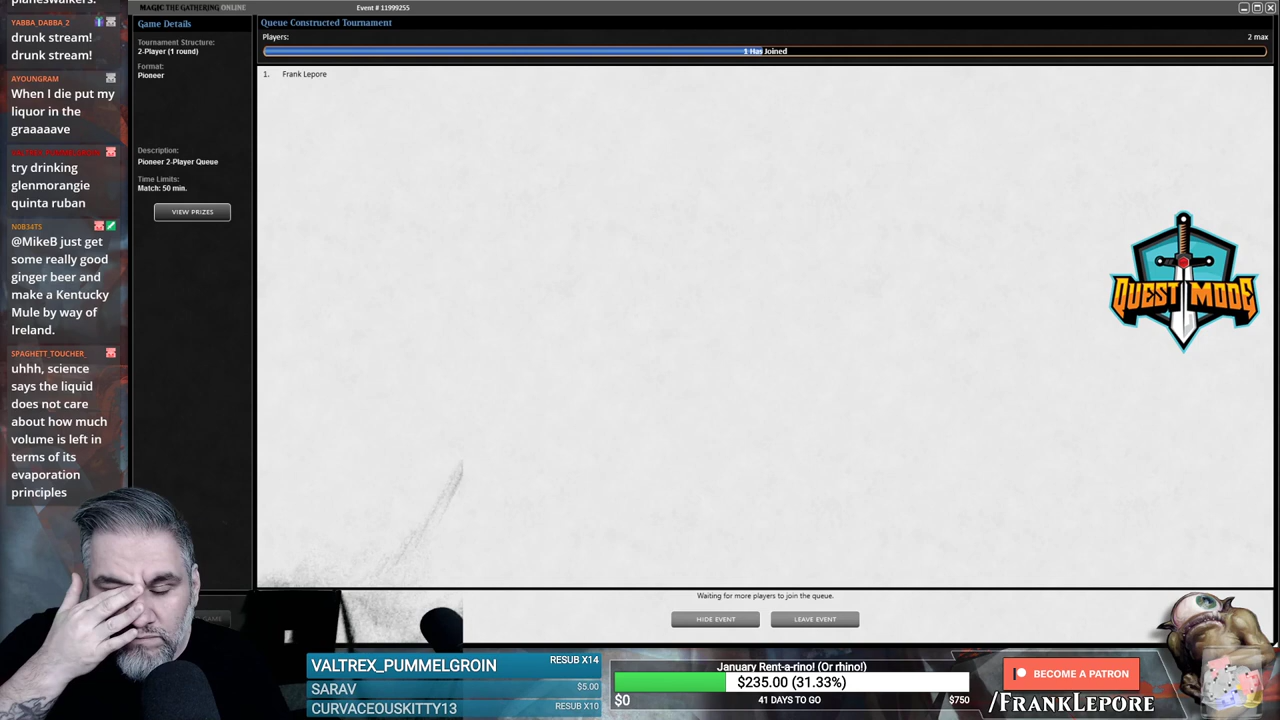 planeswalkers.
YABBA_DABBA_2
drunk stream!
drunk stream!
AYOUNGRAM
When I die put my
liquor in the
graaaaave
VALTREX_PUMMELGROIN
try drinking
glenmorangie
quinta ruban
N0B34TS
@MikeB just get
some really good
ginger beer and
make a Kentucky
Mule by way of
Ireland.
SPAGHETT_TOUCHER_
uhhh, science
says the liquid
does not care
about how much
volume is left in
terms of its
evaporation
principles
MAGIC THE GATHERING ONLINE
Event # 11999255
Game Details
Tournament Structure:
2-Player (1 round)
Format:
Pioneer
Description:
Pioneer 2-Player Queue
Time Limits:
Match: 50 min.
VIEW PRIZES
Queue Constructed Tournament
Players:
1 Has Joined
2 max
1. Frank Lepore
QUEST MODE
Waiting for more players to join the queue.
HIDE EVENT
LEAVE EVENT
GAME
VALTREX_PUMMELGROIN RESUB X14
SARAV $5.00
CURVACEOUSKITTY13 RESUB X10
January Rent-a-rino! (Or rhino!)
$235.00 (31.33%)
$0 41 DAYS TO GO $750
BECOME A PATRON
/FRANKLEPORE